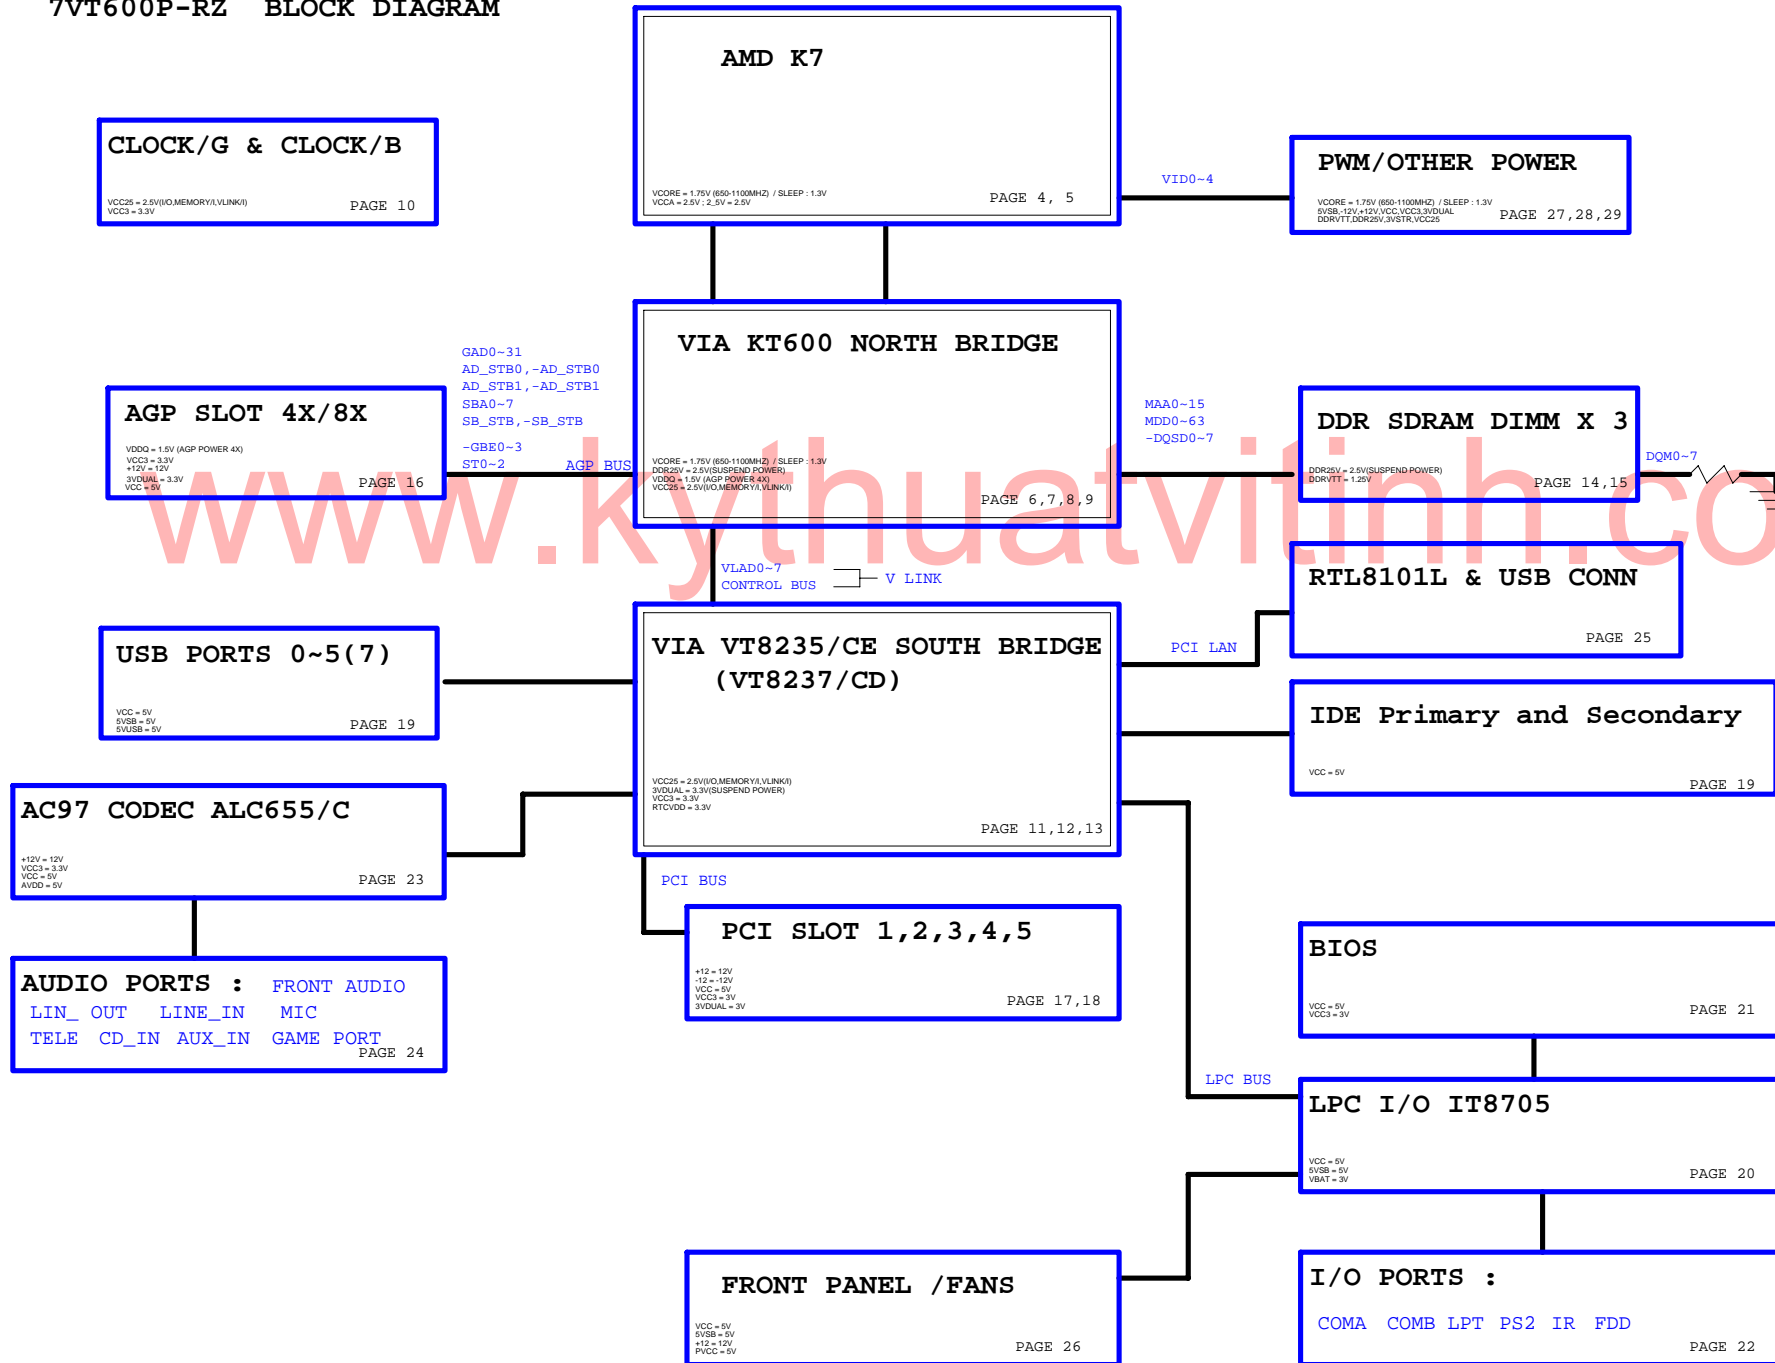 7VT600P-RZ BLOCK DIAGRAM
AMD K7
VCORE = 1.75V (650-1100MHZ) / SLEEP : 1.3V
VCCA = 2.5V ; 2_5V = 2.5V
PAGE 4, 5
CLOCK/G & CLOCK/B
VCC25 = 2.5V(I/O,MEMORY/I,VLINK/I)
VCC3 = 3.3V
PAGE 10
VID0~4
PWM/OTHER POWER
VCORE = 1.75V (650-1100MHZ) / SLEEP : 1.3V
5VSB,-12V,+12V,VCC,VCC3,3VDUAL
DDRVTT,DDR25V,3VSTR,VCC25
PAGE 27,28,29
VIA KT600 NORTH BRIDGE
VCORE = 1.75V (650-1100MHZ) / SLEEP : 1.3V
DDR25V = 2.5V(SUSPEND POWER)
VDDQ = 1.5V (AGP POWER 4X)
VCC25 = 2.5V(I/O,MEMORY/I,VLINK/I)
PAGE 6,7,8,9
GAD0~31
AD_STB0,-AD_STB0
AD_STB1,-AD_STB1
SBA0~7
SB_STB,-SB_STB
-GBE0~3
ST0~2
AGP BUS
AGP SLOT 4X/8X
VDDQ = 1.5V (AGP POWER 4X)
VCC3 = 3.3V
+12V = 12V
3VDUAL = 3.3V
VCC = 5V
PAGE 16
MAA0~15
MDD0~63
-DQSD0~7
DDR SDRAM DIMM X 3
DDR25V = 2.5V(SUSPEND POWER)
DDRVTT = 1.25V
PAGE 14,15
DQM0~7
www.kythuatvitinh.co
VLAD0~7
CONTROL BUS
V LINK
RTL8101L & USB CONN
PAGE 25
PCI LAN
VIA VT8235/CE SOUTH BRIDGE
(VT8237/CD)
VCC25 = 2.5V(I/O,MEMORY/I,VLINK/I)
3VDUAL = 3.3V(SUSPEND POWER)
VCC3 = 3.3V
RTCVDD = 3.3V
PAGE 11,12,13
USB PORTS 0~5(7)
VCC = 5V
5VSB = 5V
5VUSB = 5V
PAGE 19
IDE Primary and Secondary
VCC = 5V
PAGE 19
AC97 CODEC ALC655/C
+12V = 12V
VCC3 = 3.3V
VCC = 5V
AVDD = 5V
PAGE 23
PCI BUS
PCI SLOT 1,2,3,4,5
+12 = 12V
-12 = -12V
VCC = 5V
VCC3 = 3V
3VDUAL = 3V
PAGE 17,18
AUDIO PORTS : FRONT AUDIO
LIN_ OUT LINE_IN MIC
TELE CD_IN AUX_IN GAME PORT
PAGE 24
BIOS
VCC = 5V
VCC3 = 3V
PAGE 21
LPC BUS
LPC I/O IT8705
VCC = 5V
5VSB = 5V
VBAT = 3V
PAGE 20
FRONT PANEL /FANS
VCC = 5V
5VSB = 5V
+12 = 12V
PVCC = 5V
PAGE 26
I/O PORTS :
COMA COMB LPT PS2 IR FDD
PAGE 22